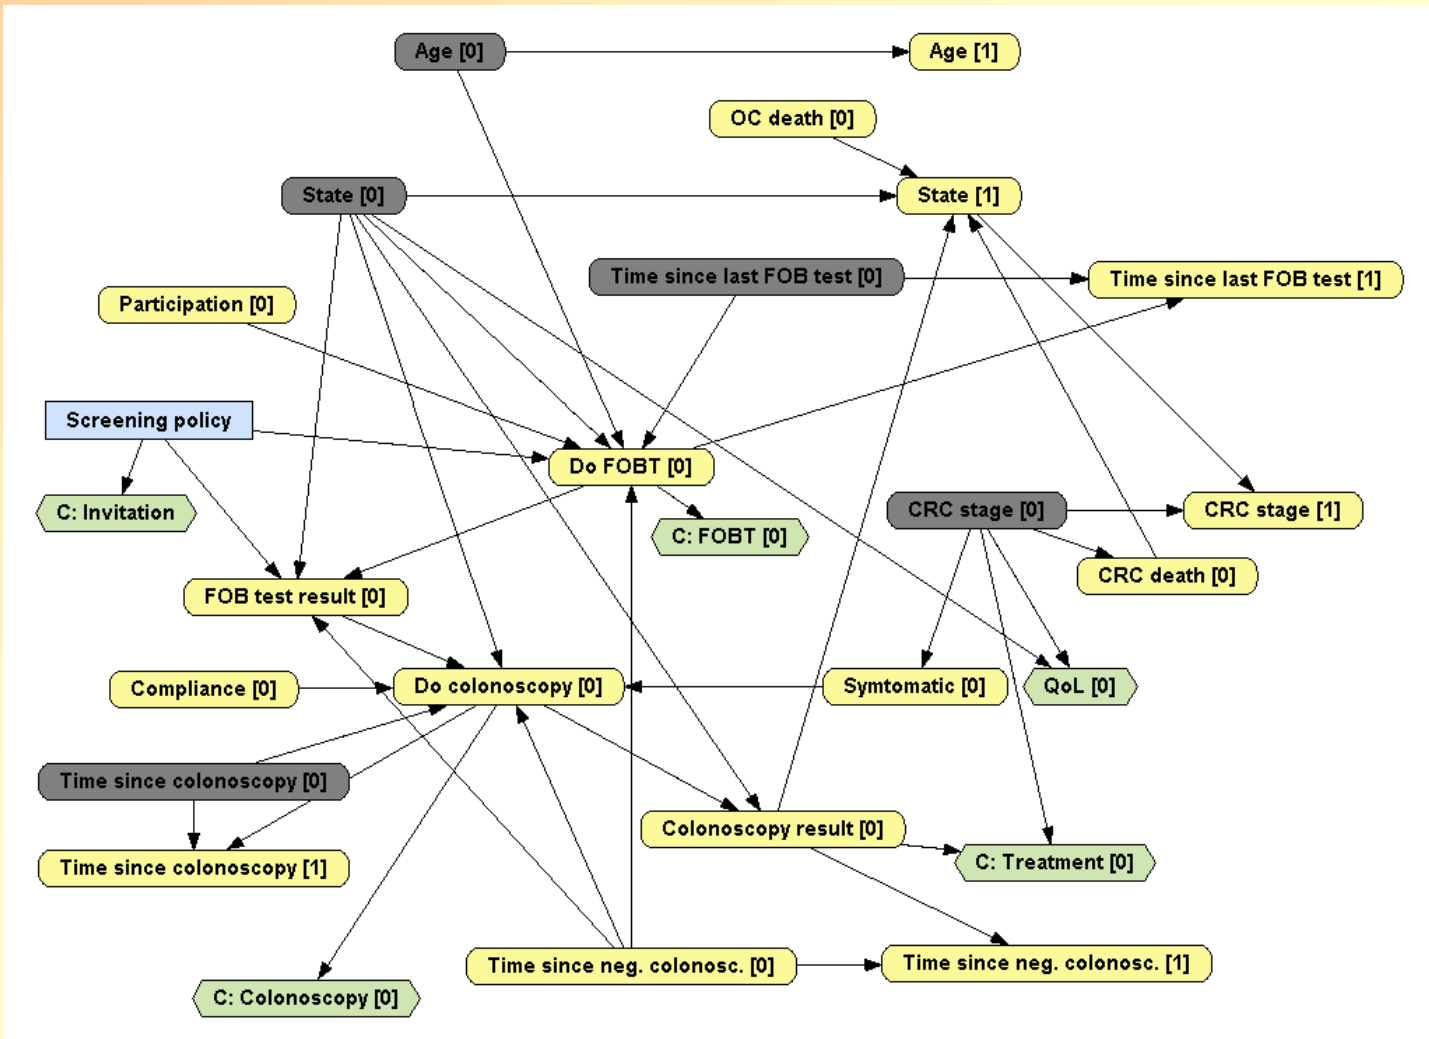 Age [0]
Age [1]
OC death [0]
State [0]
State [1]
Time since last FOB test [0]
Time since last FOB test [1]
Participation [0]
Screening policy
Do FOBT [0]
C: Invitation
C: FOBT [0]
CRC stage [0]
CRC stage [1]
CRC death [0]
FOB test result [0]
Compliance [0]
Do colonoscopy [0]
Symtomatic [0]
QoL [0]
Time since colonoscopy [0]
Colonoscopy result [0]
Time since colonoscopy [1]
C: Treatment [0]
Time since neg. colonosc. [0]
Time since neg. colonosc. [1]
C: Colonoscopy [0]